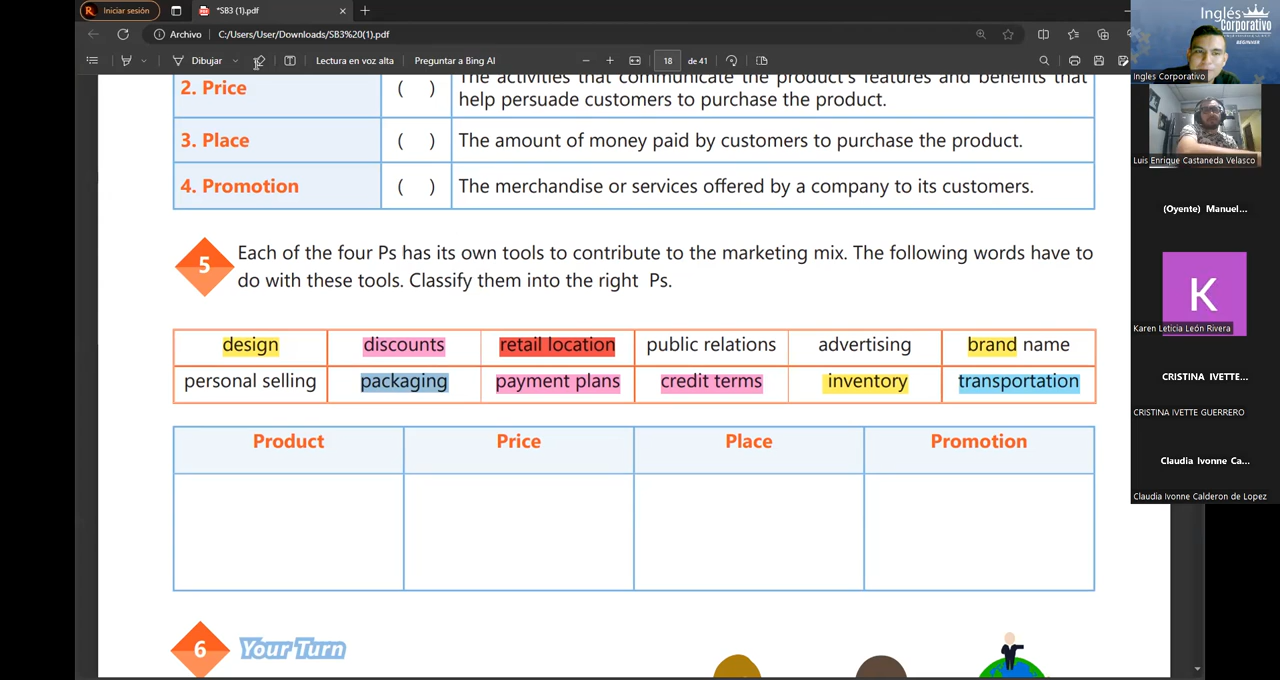 Iniciar sesión
*SB3 (1).pdf
Archivo
C:/Users/User/Downloads/SB3%20(1).pdf
Dibujar
Lectura en voz alta
Preguntar a Bing AI
18
de 41
2. Price
( )
The activities that communicate the product's features and benefits that
help persuade customers to purchase the product.
3. Place
( )
The amount of money paid by customers to purchase the product.
4. Promotion
( )
The merchandise or services offered by a company to its customers.
5
Each of the four Ps has its own tools to contribute to the marketing mix. The following words have to
do with these tools. Classify them into the right Ps.
design discounts retail location public relations advertising brand name
personal selling packaging payment plans credit terms inventory transportation
Product Price Place Promotion
6
Your Turn
Inglés
Corporativo
BEGINNER
Ingles Corporativo
Luis Enrique Castaneda Velasco
(Oyente) Manuel...
K
Karen Leticia León Rivera
CRISTINA IVETTE...
CRISTINA IVETTE GUERRERO
Claudia Ivonne Ca...
Claudia Ivonne Calderon de Lopez